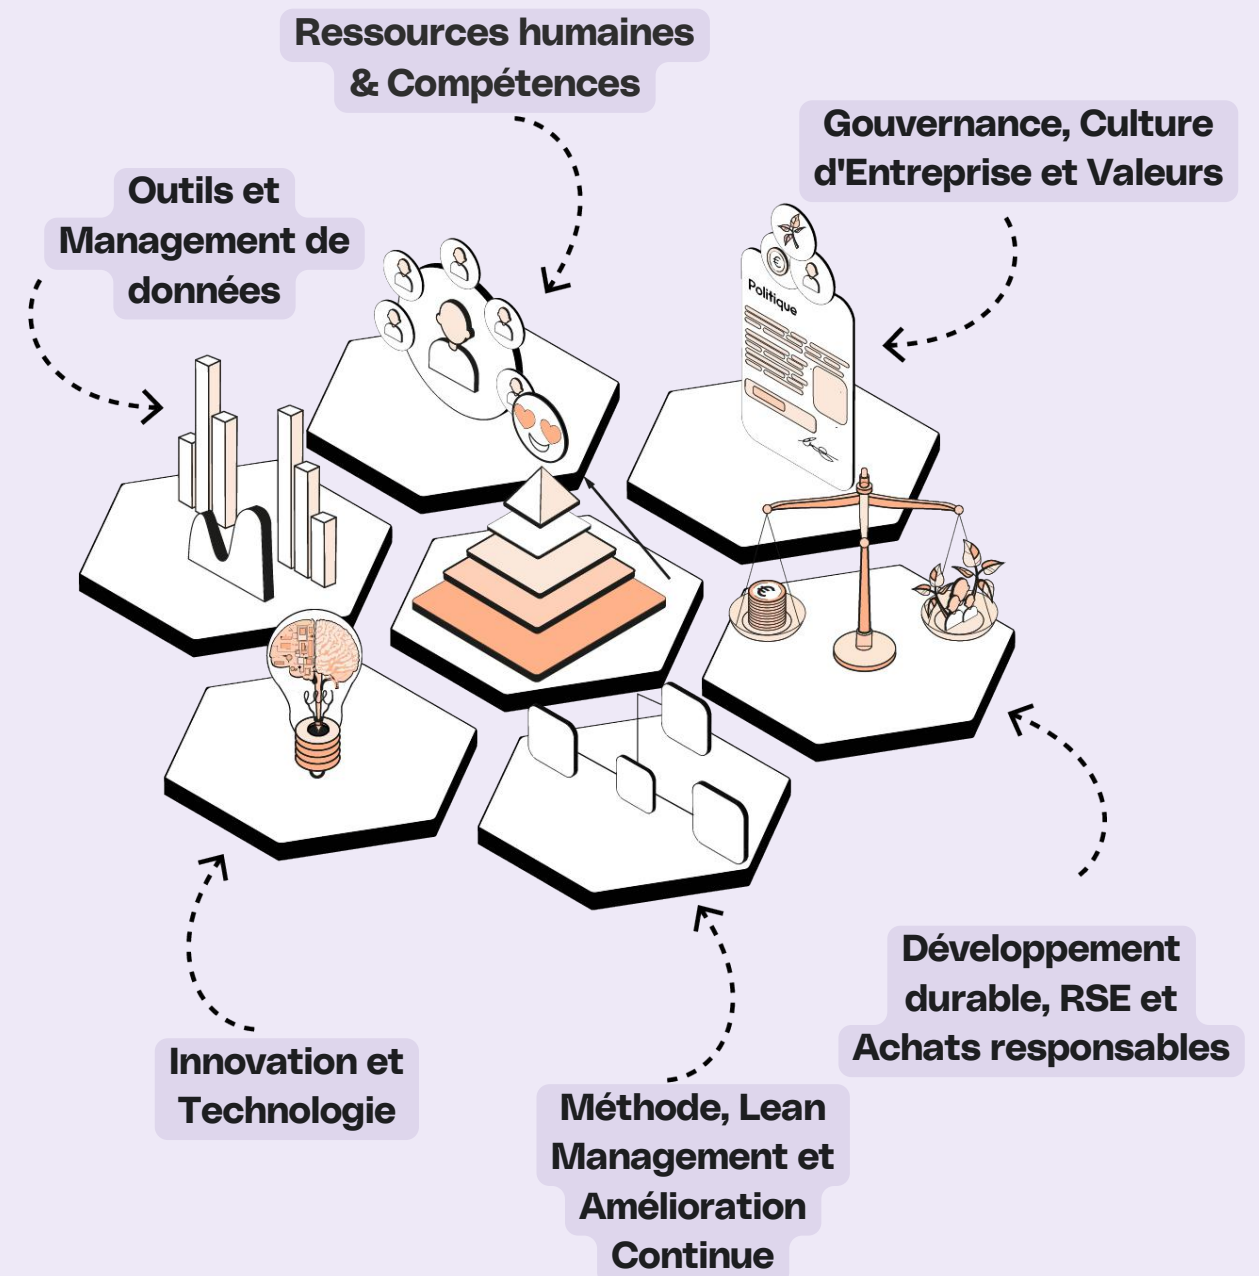 Ressources humaines
& Compétences
Gouvernance, Culture
d'Entreprise et Valeurs
Outils et
Management de
données
Politique
€
€
Développement
durable, RSE et
Achats responsables
Innovation et
Technologie
Méthode, Lean
Management et
Amélioration
Continue